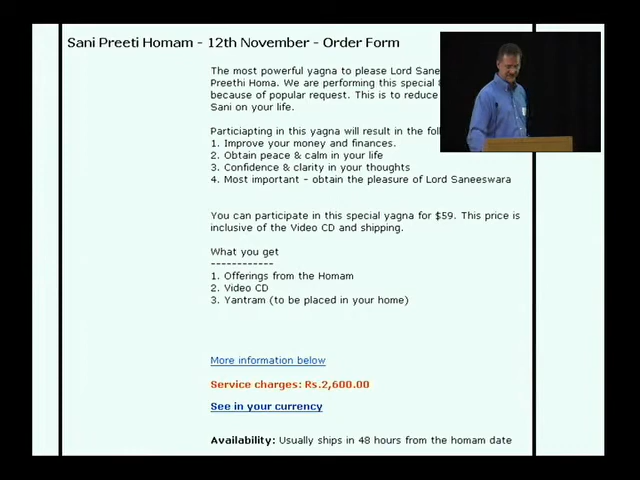 Sani Preeti Homam - 12th November - Order Form
The most powerful yagna to please Lord Sane
Preethi Homa. We are performing this special
because of popular request. This is to reduce
Sani on your life.
Particiapting in this yagna will result in the
1. Improve your money and finances.
2. Obtain peace & calm in your life
3. Confidence & clarity in your thoughts
4. Most important - obtain the pleasure of Lord Saneeswara
You can participate in this special yagna for $59. This price is
inclusive of the Video CD and shipping.
What you get
------------
1. Offerings from the Homam
2. Video CD
3. Yantram (to be placed in your home)
More information below
Service charges: Rs.2,600.00
See in your currency
Availability: Usually ships in 48 hours from the homam date